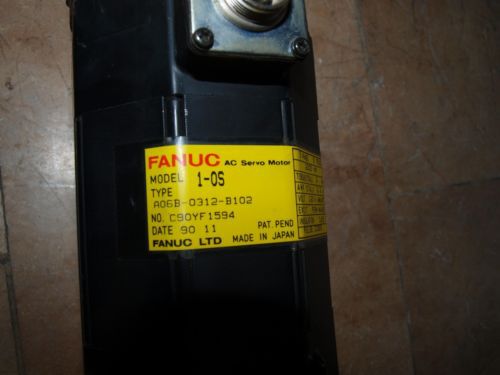 FANUC AC Servo Motor
MODEL 1-OS
TYPE
A06B-0312-B102
NO. C90YF1594
DATE 90 11 PAT. PEND
FANUC LTD MADE IN JAPAN